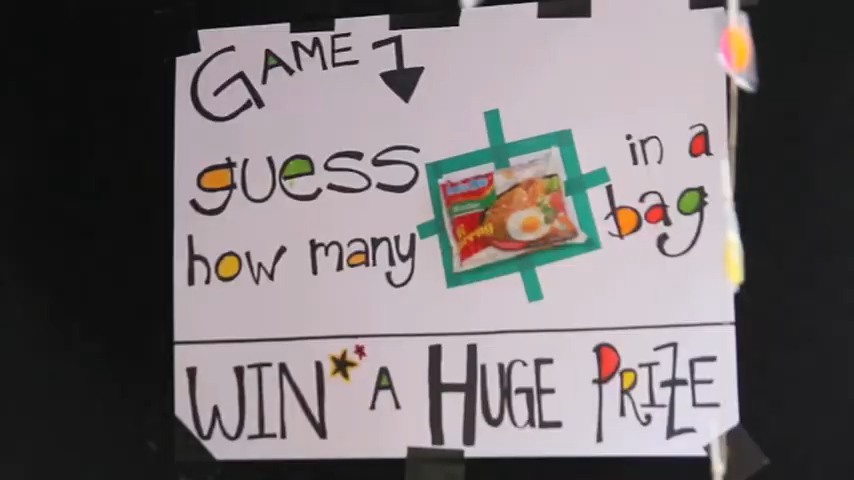 GAME 1
guess
how many
in a
bag
WIN A HUGE PRIZE